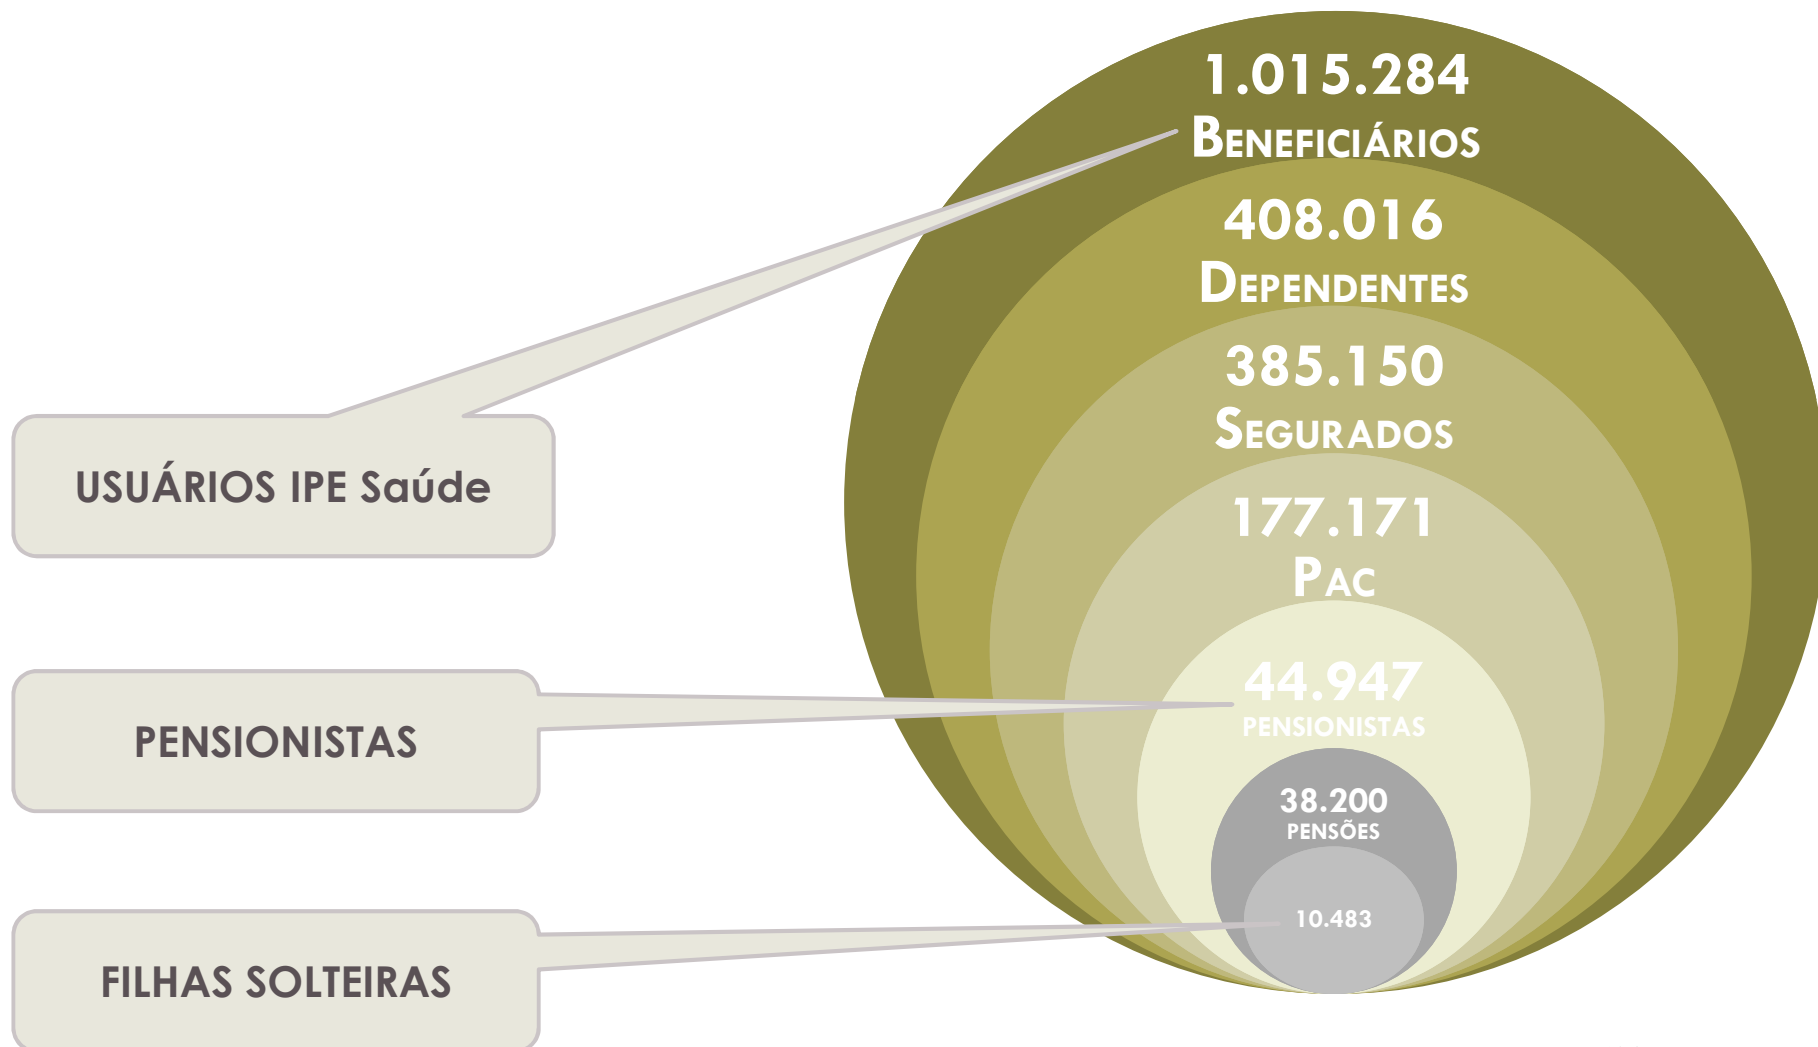 1.015.284
BENEFICIÁRIOS
408.016
DEPENDENTES
385.150
SEGURADOS
USUÁRIOS IPE Saúde
177.171
PAC
44.947
PENSIONISTAS
PENSIONISTAS
38.200
PENSÕES
10.483
FILHAS SOLTEIRAS